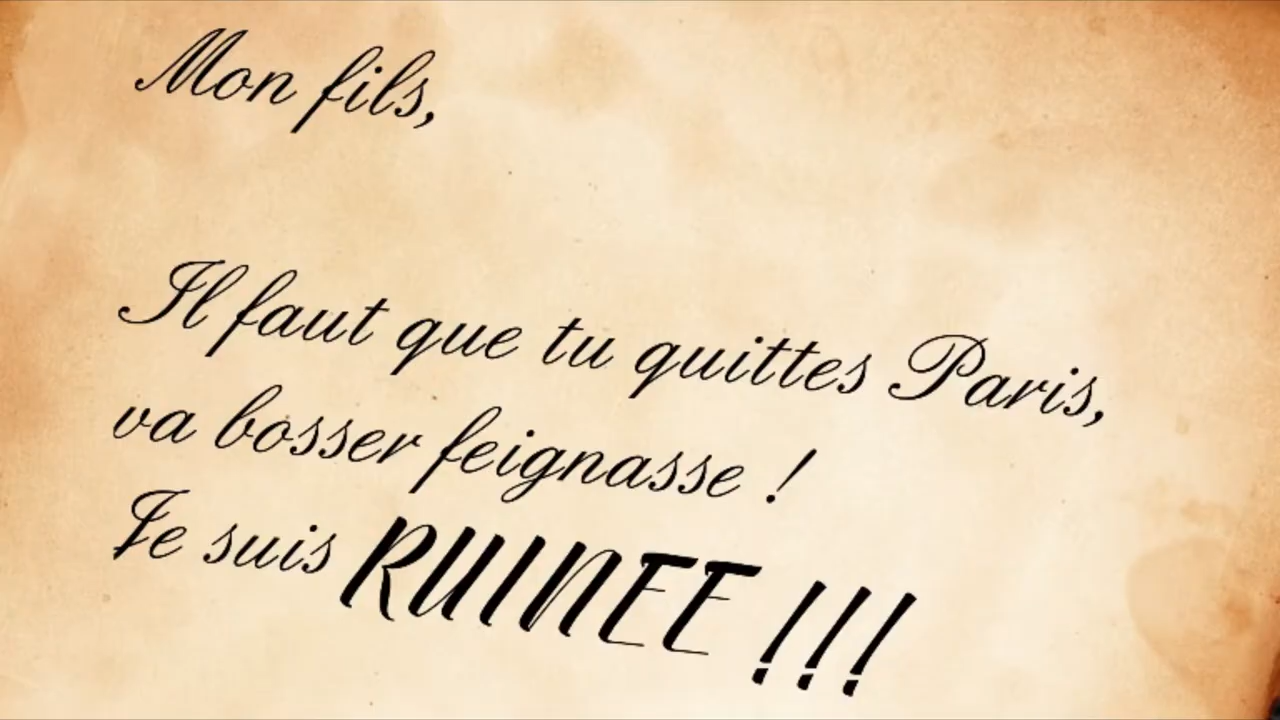 Mon fils,
Il faut que tu quittes Paris,
va bosser feignasse !
Je suis RUINEE !!!